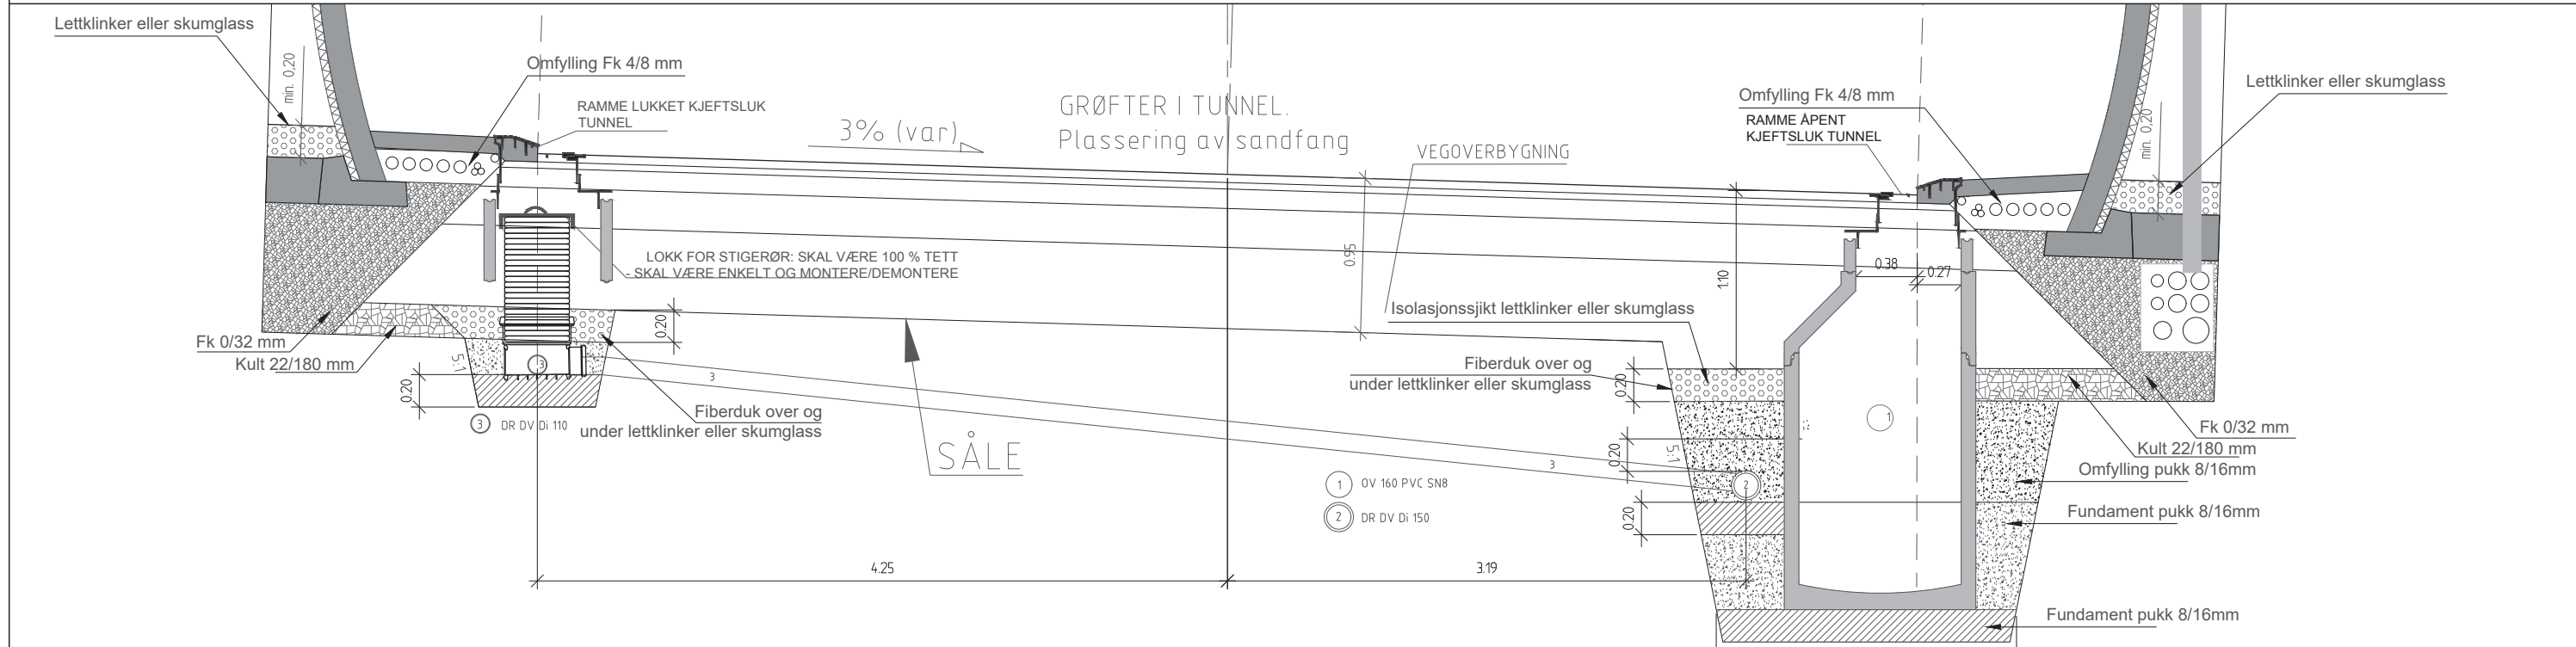 Lettklinker eller skumglass
min. 0,20
Omfylling Fk 4/8 mm
RAMME LUKKET KJEFTSLUK
TUNNEL
3% (var)
GRØFTER I TUNNEL.
Plassering av sandfang
VEGOVERBYGNING
Omfylling Fk 4/8 mm
RAMME ÅPENT
KJEFTSLUK TUNNEL
Lettklinker eller skumglass
min. 0,20
LOKK FOR STIGERØR: SKAL VÆRE 100 % TETT
- SKAL VÆRE ENKELT OG MONTERE/DEMONTERE
0.95
1.10
0.38
0.27
Isolasjonssjikt lettklinker eller skumglass
0.20
Fk 0/32 mm
Kult 22/180 mm
5:1
3
3
0.20
3 DR DV Di 110
Fiberduk over og
under lettklinker eller skumglass
SÅLE
Fiberduk over og
under lettklinker eller skumglass
0.20
1
Fk 0/32 mm
Kult 22/180 mm
0.20
5:1
3
2
Omfylling pukk 8/16mm
1 OV 160 PVC SN8
2 DR DV Di 150
0.20
Fundament pukk 8/16mm
4.25
3.19
Fundament pukk 8/16mm